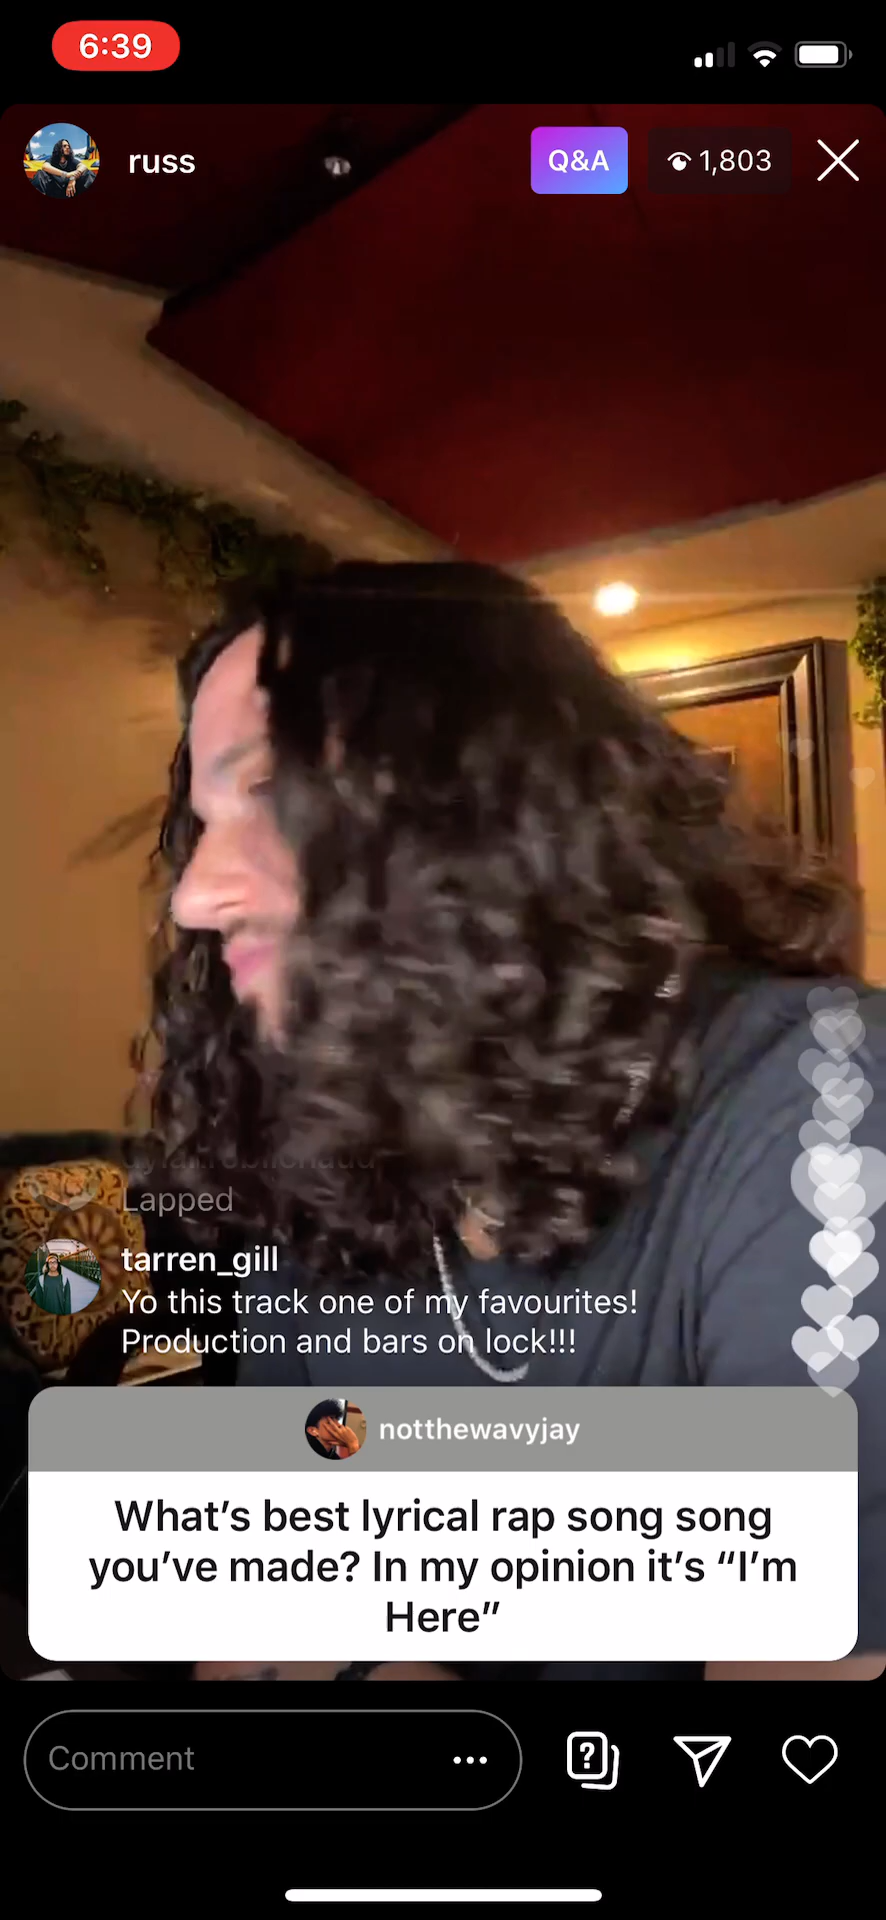 6:39
russ
Q&A
1,803
Lapped
tarren_gill
Yo this track one of my favourites!
Production and bars on lock!!!
notthewavyjay
What's best lyrical rap song song
you've made? In my opinion it's “I'm
Here”
Comment